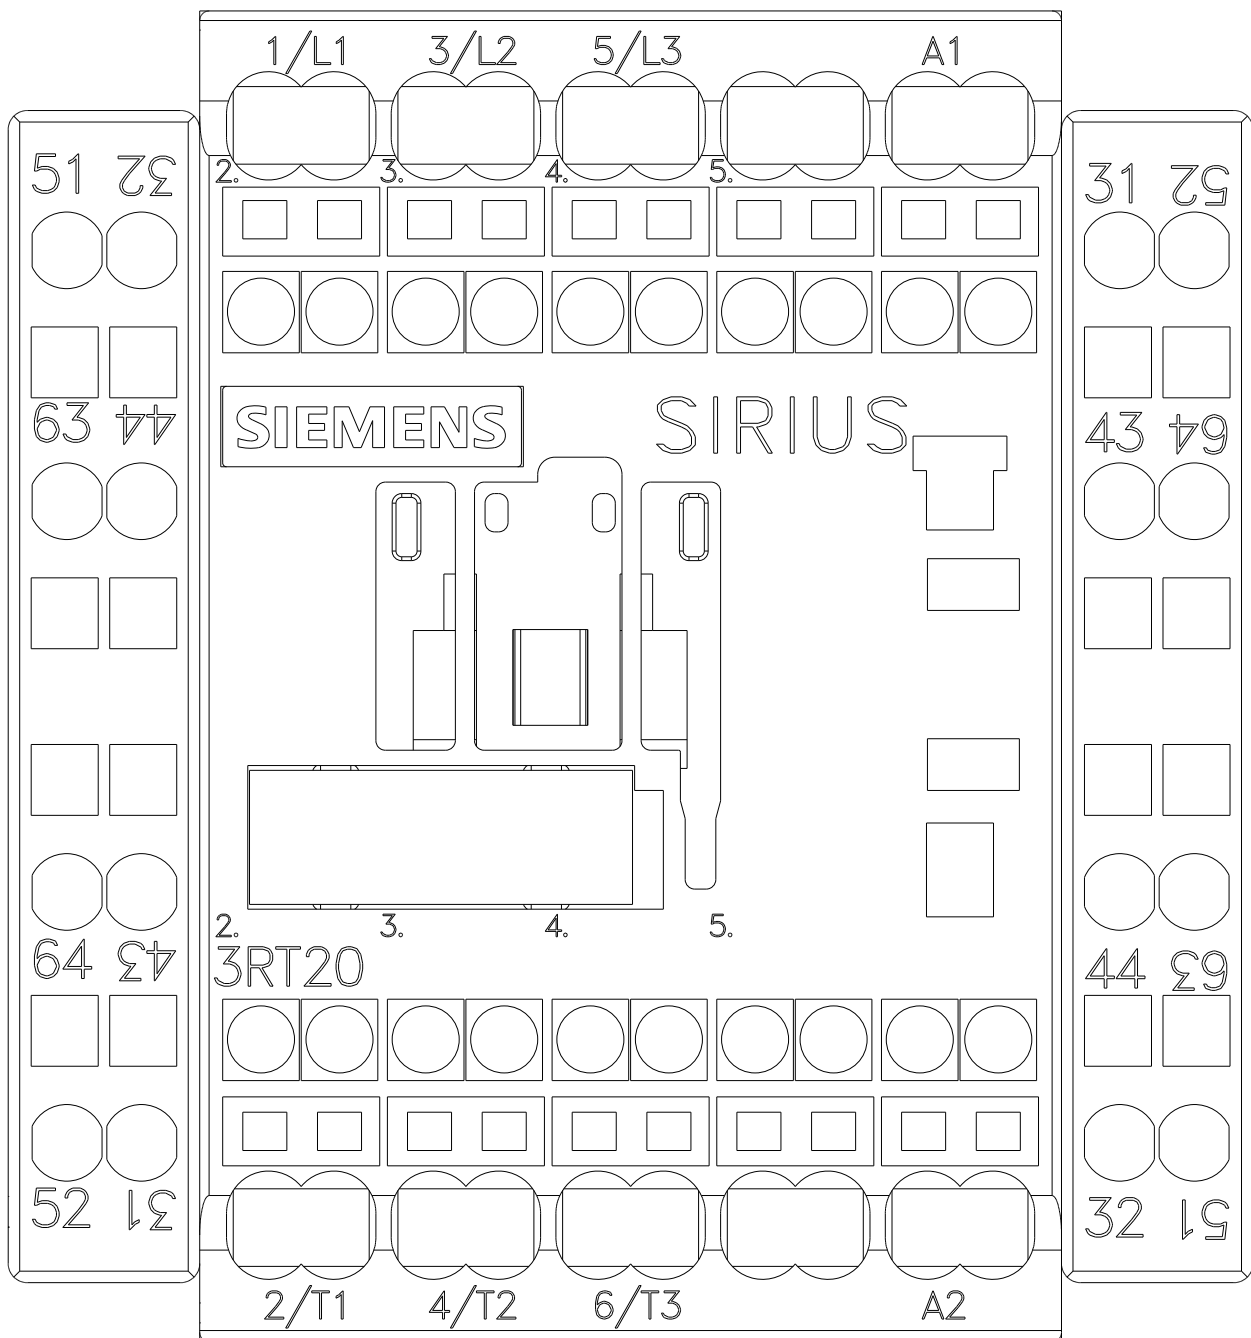 1/L1 3/L2 5/L3 A1
51 32 2. 3. 4. 5. 31 52
63 44 SIEMENS SIRIUS 43 64
2. 3. 4. 5.
64 43 3RT20 44 63
52 31 32 51
2/T1 4/T2 6/T3 A2